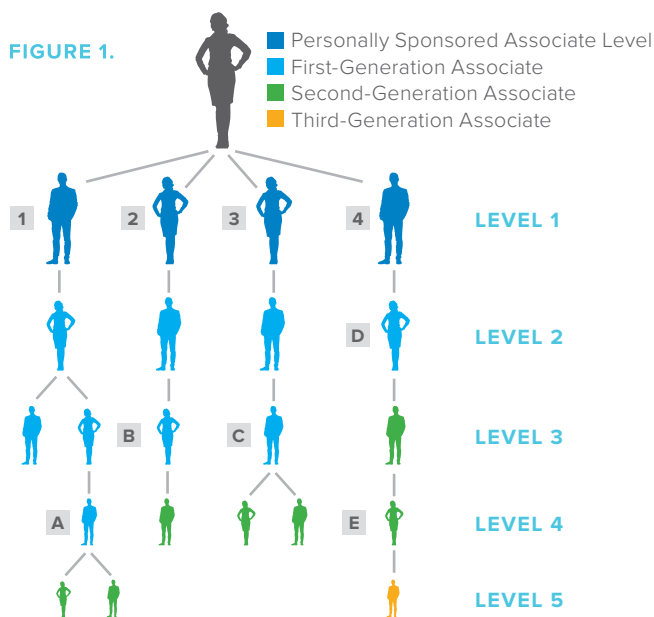 FIGURE 1.
Personally Sponsored Associate Level
First-Generation Associate
Second-Generation Associate
Third-Generation Associate
1 2 3 4 LEVEL 1
D LEVEL 2
B C LEVEL 3
A E LEVEL 4
LEVEL 5